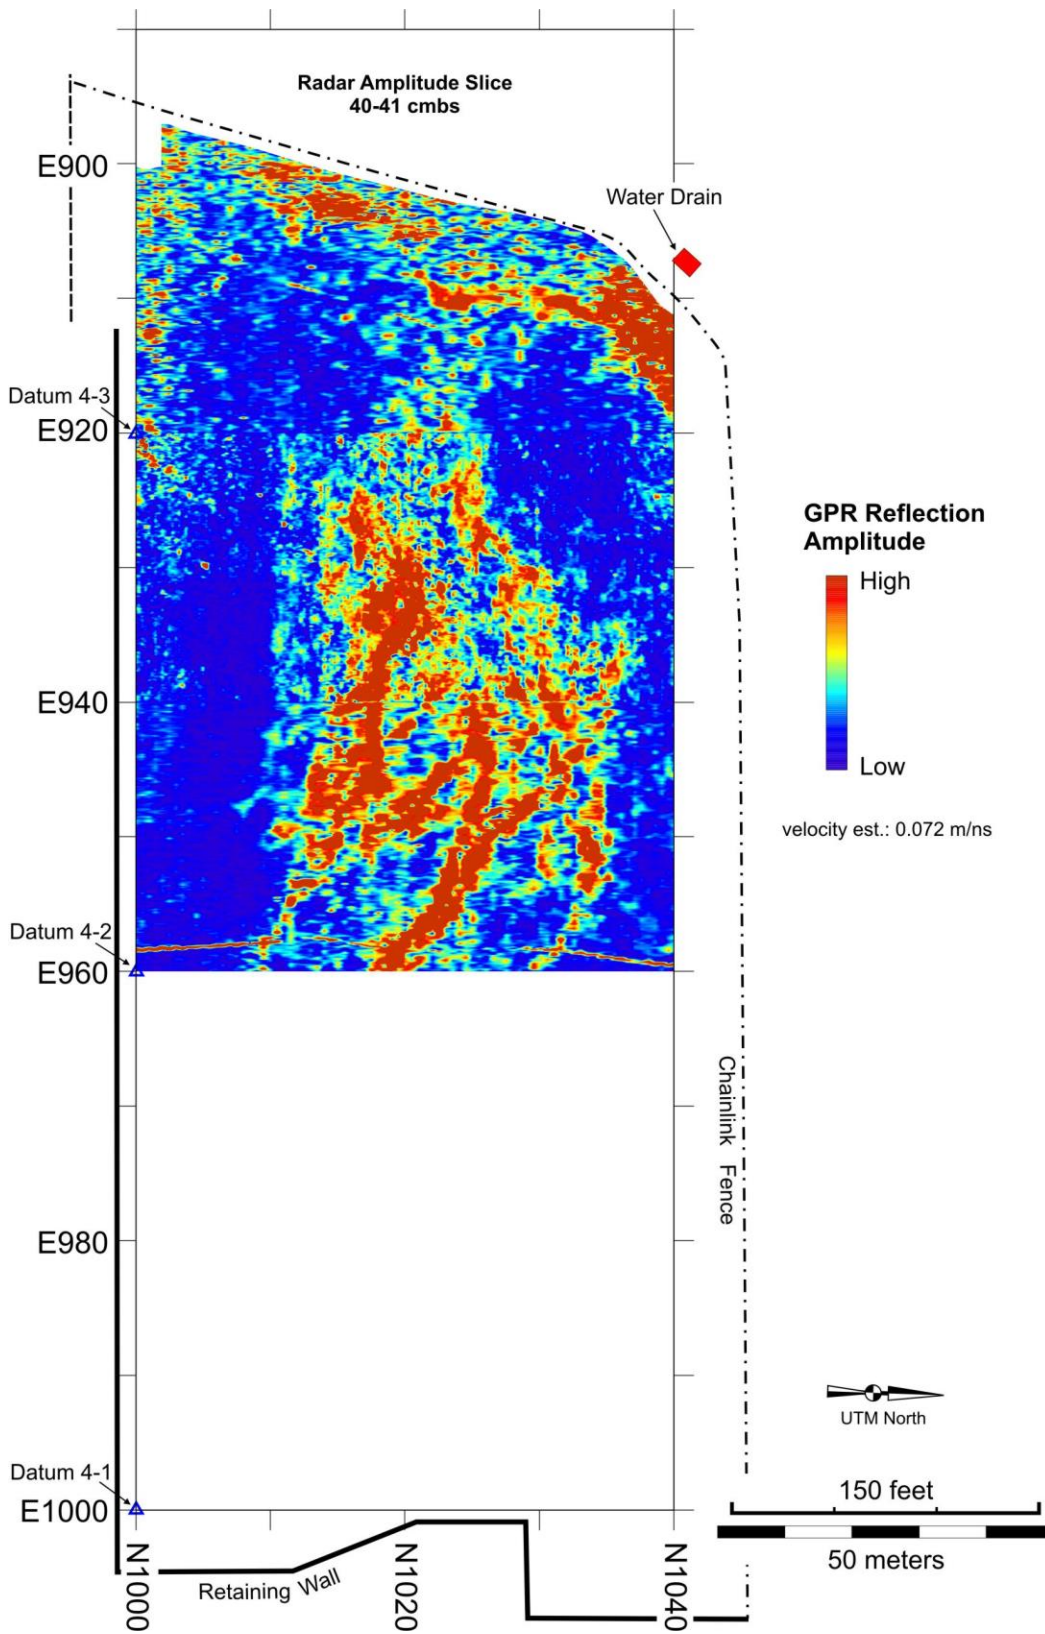 Radar Amplitude Slice
40-41 cmbs
E900
Water Drain
Datum 4-3
E920
GPR Reflection
Amplitude
High
Low
E940
velocity est.: 0.072 m/ns
Datum 4-2
E960
Chainlink Fence
E980
UTM North
Datum 4-1
E1000
150 feet
50 meters
Retaining Wall
N1000
N1020
N1040